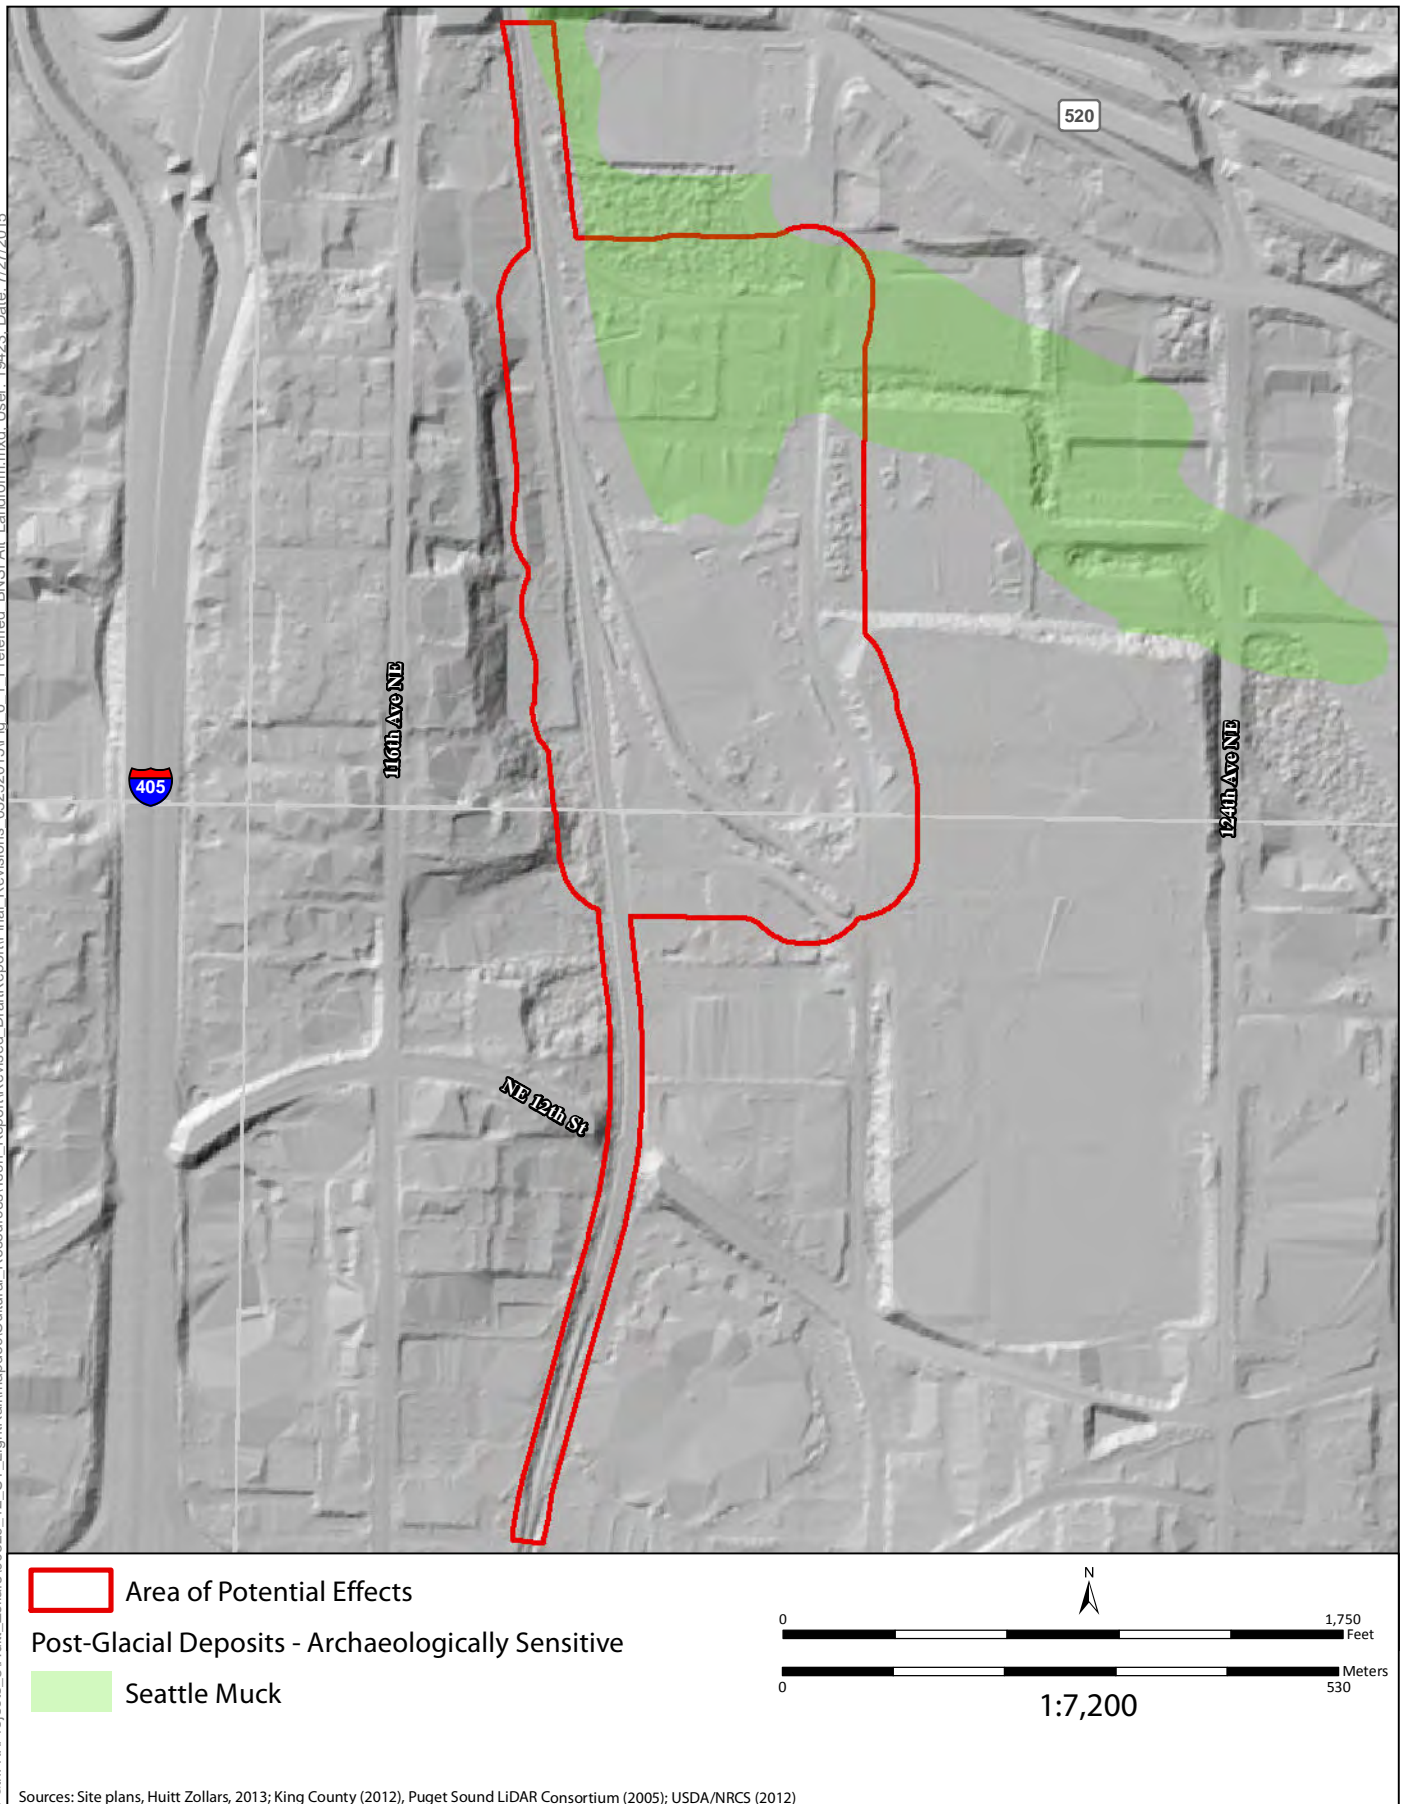 520
116th Ave NE
405
124th Ave NE
NE 12th St
Area of Potential Effects
Post-Glacial Deposits - Archaeologically Sensitive
Seattle Muck
N
0 1,750
Feet
Meters
0 530
1:7,200
Sources: Site plans, Huitt Zollars, 2013; King County (2012), Puget Sound LiDAR Consortium (2005); USDA/NRCS (2012)